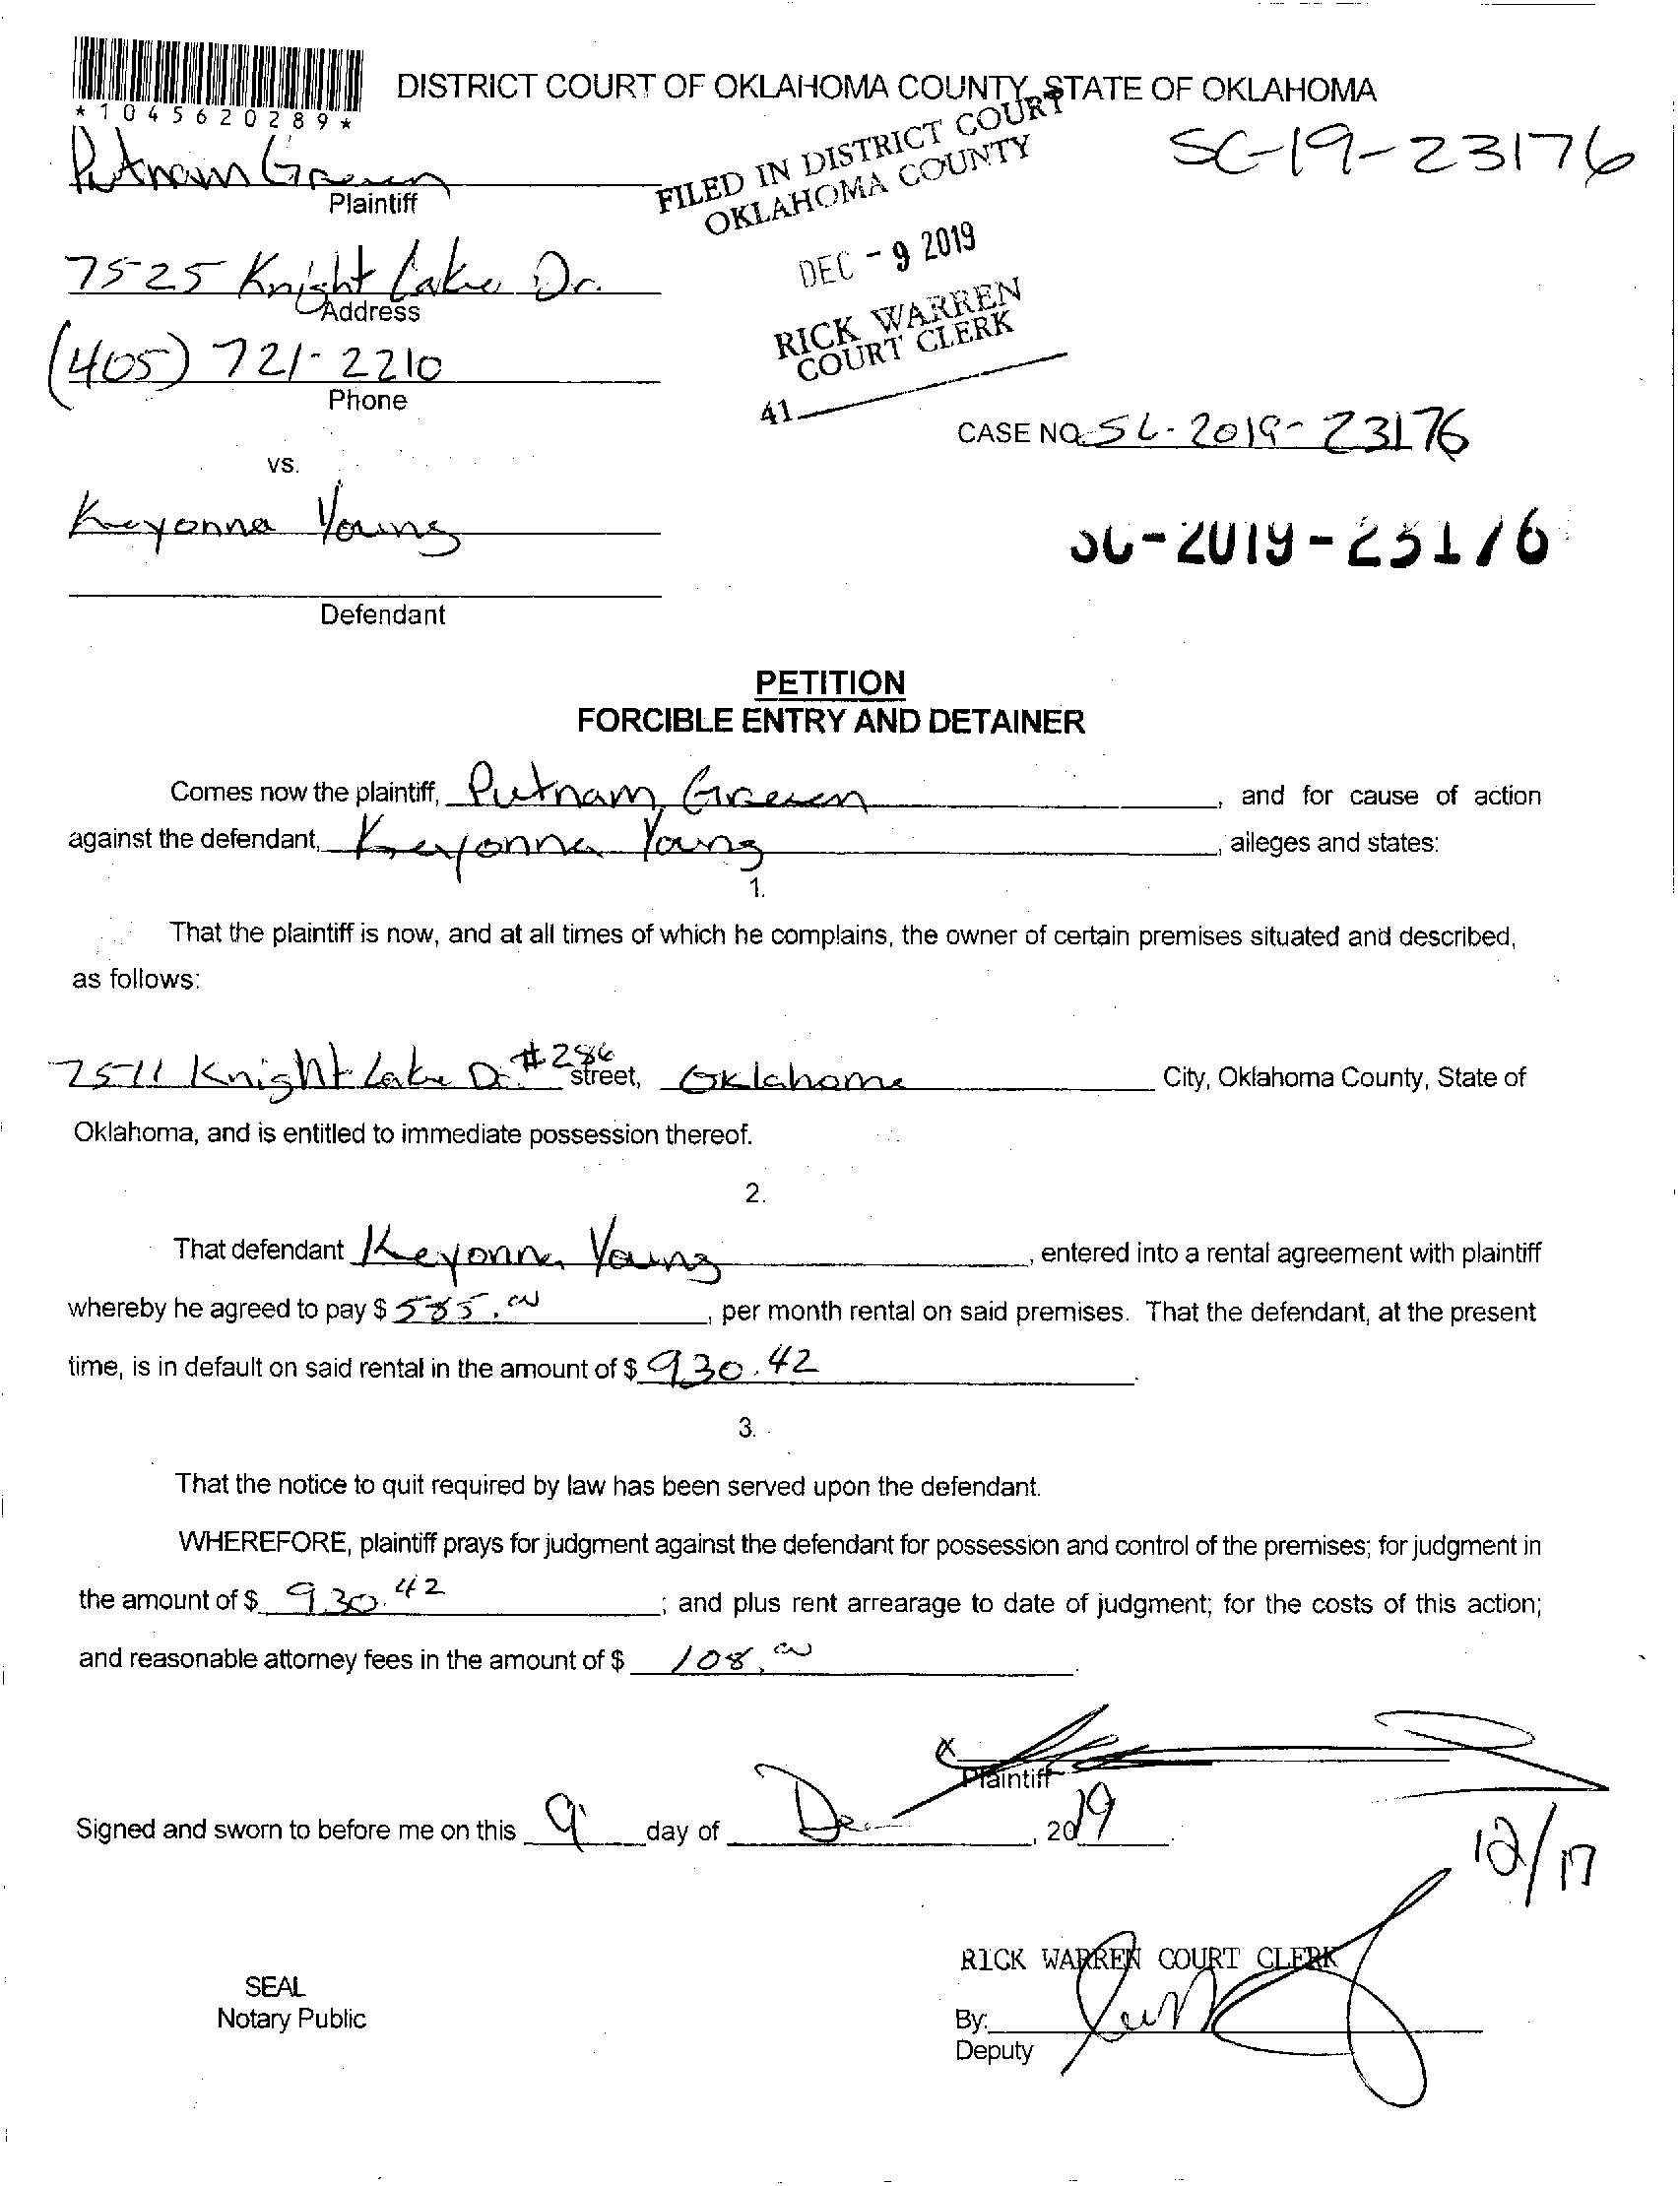 DISTRICT COURT OF OKLAHOMA COUNTY, STATE OF OKLAHOMA
*1045620289*
Putnam Green
Plaintiff
FILED IN DISTRICT COURT
OKLAHOMA COUNTY
SC-19-23176
7525 Knight Lake Dr.
Address
DEC - 9 2019
(405) 721-2210
Phone
RICK WARREN
COURT CLERK
41
CASE NO. SC-2019-23176
vs.
Keyonna Young
SC-2019-23176
Defendant
PETITION
FORCIBLE ENTRY AND DETAINER
Comes now the plaintiff, Putnam Green, and for cause of action
against the defendant, Keyonna Young, alleges and states:
1.
That the plaintiff is now, and at all times of which he complains, the owner of certain premises situated and described,
as follows:
7511 Knight Lake Dr. #286 street, Oklahoma City, Oklahoma County, State of
Oklahoma, and is entitled to immediate possession thereof.
2.
That defendant Keyonna Young, entered into a rental agreement with plaintiff
whereby he agreed to pay $ 585.00, per month rental on said premises. That the defendant, at the present
time, is in default on said rental in the amount of $ 930.42.
3.
That the notice to quit required by law has been served upon the defendant.
WHEREFORE, plaintiff prays for judgment against the defendant for possession and control of the premises; for judgment in
the amount of $ 930.42; and plus rent arrearage to date of judgment; for the costs of this action;
and reasonable attorney fees in the amount of $ 108.00.
X
Plaintiff
Signed and sworn to before me on this 9 day of Dec, 2019.
12/17
RICK WARREN COURT CLERK
SEAL
Notary Public
By:
Deputy